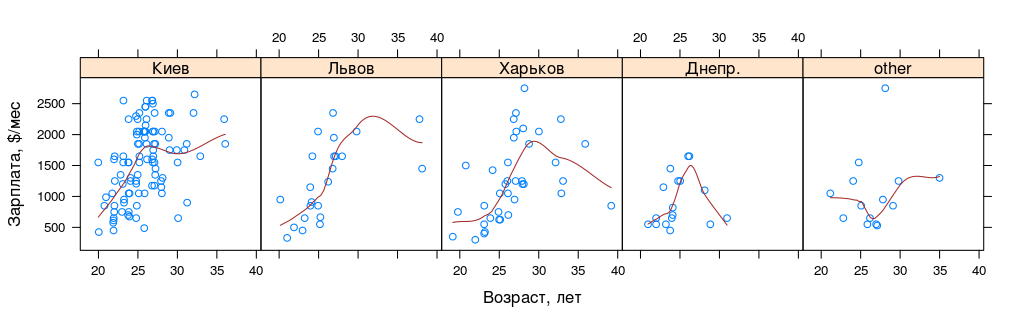 20 25 30 35 40 20 25 30 35 40
Киев Львов Харьков Днепр. other
Зарплата, $/мес
2500
2000
1500
1000
500
20 25 30 35 40 20 25 30 35 40 20 25 30 35 40
Возраст, лет